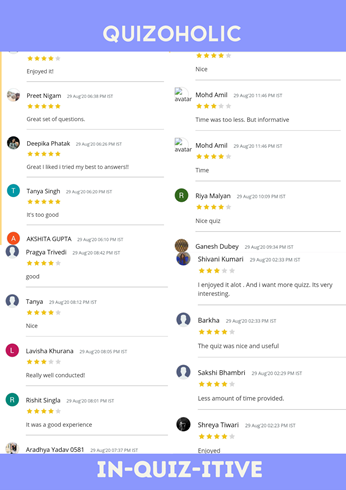 QUIZOHOLIC
Enjoyed it!
Preet Nigam 29 Aug'20 06:38 PM IST
Great set of questions,
Deepika Phatak 29 Aug'20 06:26 PM IST
Great I liked I tried my best to answers!!
Tanya Singh 29 Aug'20 06:20 PM IST
It's too good
AKSHITA GUPTA 29 Aug'20 06:10 PM IST
Pragya Trivedi 29 Aug'20 08:42 PM IST
good
Tanya 29 Aug'20 08:12 PM IST
Nice
Lavisha Khurana 29 Aug'20 08:05 PM IST
Really well conducted!
Rishit Singla 29 Aug'20 08:01 PM IST
It was a good experience
Aradhya Yadav 0581 29 Aug'20 07:37 PM IST
Nice
avatar
Mohd Amil 29 Aug'20 11:46 PM IST
Time was too less. But informative
avatar
Mohd Amil 29 Aug'20 11:46 PM IST
Time
Riya Malyan 29 Aug'20 10:09 PM IST
Nice quiz
Ganesh Dubey 29 Aug'20 09:34 PM IST
Shivani Kumari 29 Aug'20 02:33 PM IST
I enjoyed it alot . And i want more quizz. Its very
interesting.
Barkha 29 Aug'20 02:33 PM IST
The quiz was nice and useful
Sakshi Bhambri 29 Aug'20 02:29 PM IST
Less amount of time provided.
Shreya Tiwari 29 Aug'20 02:23 PM IST
Enjoyed
IN-QUIZ-ITIVE